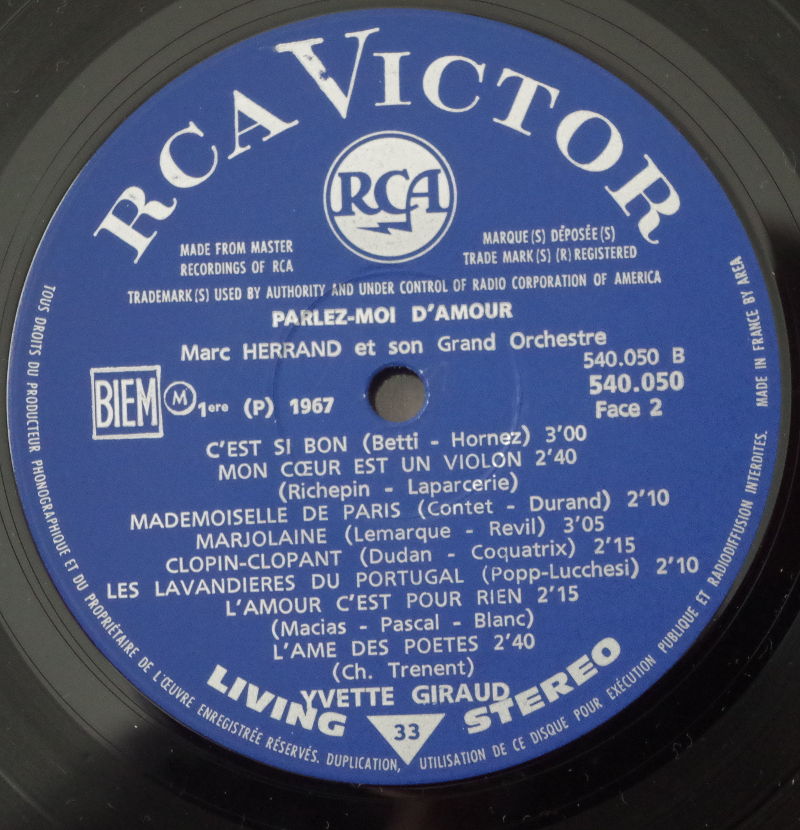 RCA VICTOR
RCA
MADE FROM MASTER
RECORDINGS OF RCA
MARQUE(S) DÉPOSÉE(S)
TRADE MARK(S) (R) REGISTERED
TRADEMARK(S) USED BY AUTHORITY AND UNDER CONTROL OF RADIO CORPORATION OF AMERICA
PARLEZ-MOI D'AMOUR
Marc HERRAND et son Grand Orchestre
540.050 B
540.050
Face 2
BIEM
M
1ere (P) 1967
C'EST SI BON (Betti - Hornez) 3'00
MON CŒUR EST UN VIOLON 2'40
(Richepin - Laparcerie)
MADEMOISELLE DE PARIS (Contet - Durand) 2'10
MARJOLAINE (Lemarque - Revil) 3'05
CLOPIN-CLOPANT (Dudan - Coquatrix) 2'15
LES LAVANDIERES DU PORTUGAL (Popp-Lucchesi) 2'10
L'AMOUR C'EST POUR RIEN 2'15
(Macias - Pascal - Blanc)
L'AME DES POETES 2'40
(Ch. Trenent)
YVETTE GIRAUD
LIVING STEREO
33
TOUS DROITS DU PRODUCTEUR PHONOGRAPHIQUE ET DU PROPRIÉTAIRE DE L'ŒUVRE ENREGISTRÉE RÉSERVÉS. DUPLICATION, UTILISATION DE CE DISQUE POUR EXÉCUTION PUBLIQUE ET RADIODIFFUSION INTERDITES. MADE IN FRANCE BY AREA